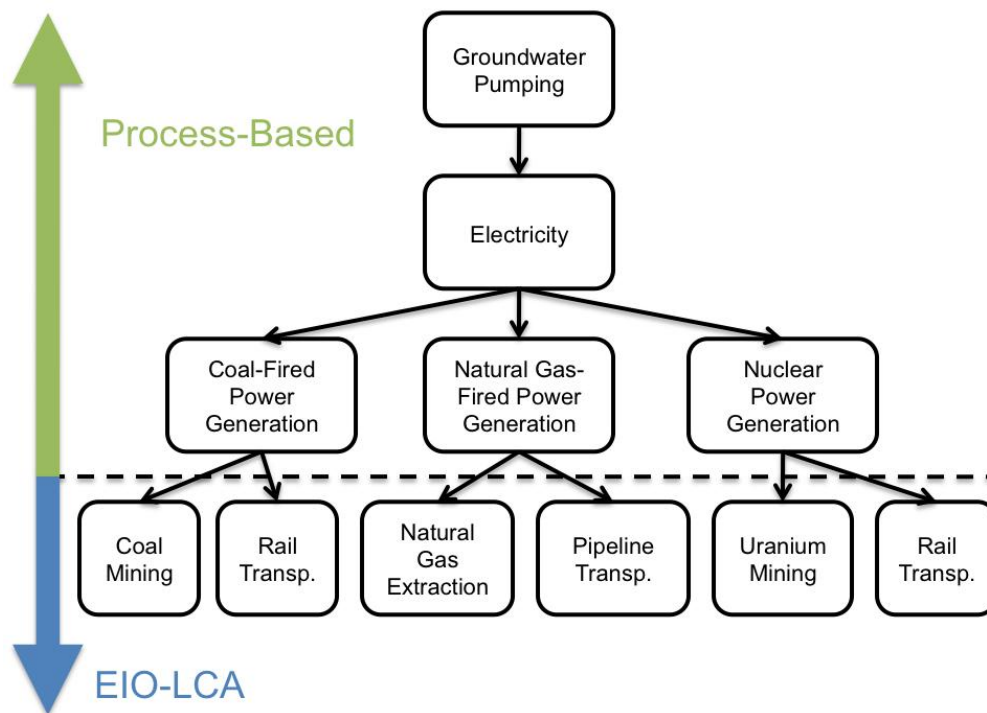 Groundwater
Pumping
Process-Based
Electricity
Coal-Fired
Power
Generation
Natural Gas-
Fired Power
Generation
Nuclear
Power
Generation
Coal
Mining
Rail
Transp.
Natural
Gas
Extraction
Pipeline
Transp.
Uranium
Mining
Rail
Transp.
EIO-LCA